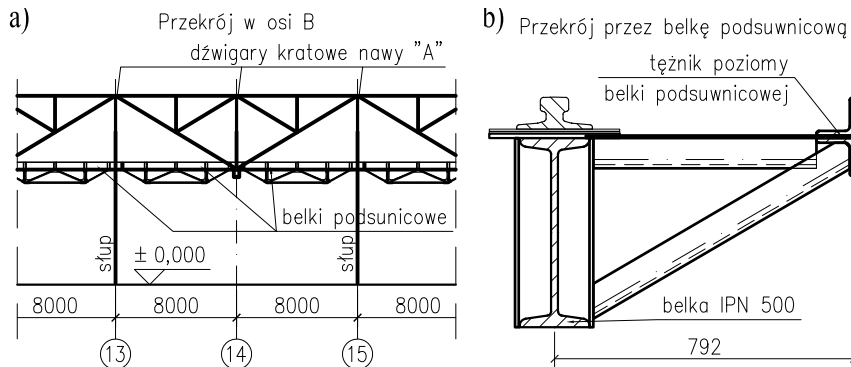 a)
Przekrój w osi B
dźwigary kratowe nawy "A"
belki podsunicowe
słup
± 0,000
słup
8000
8000
8000
8000
13
14
15
b)
Przekrój przez belkę podsuwnicową
tężnik poziomy
belki podsuwnicowej
belka IPN 500
792